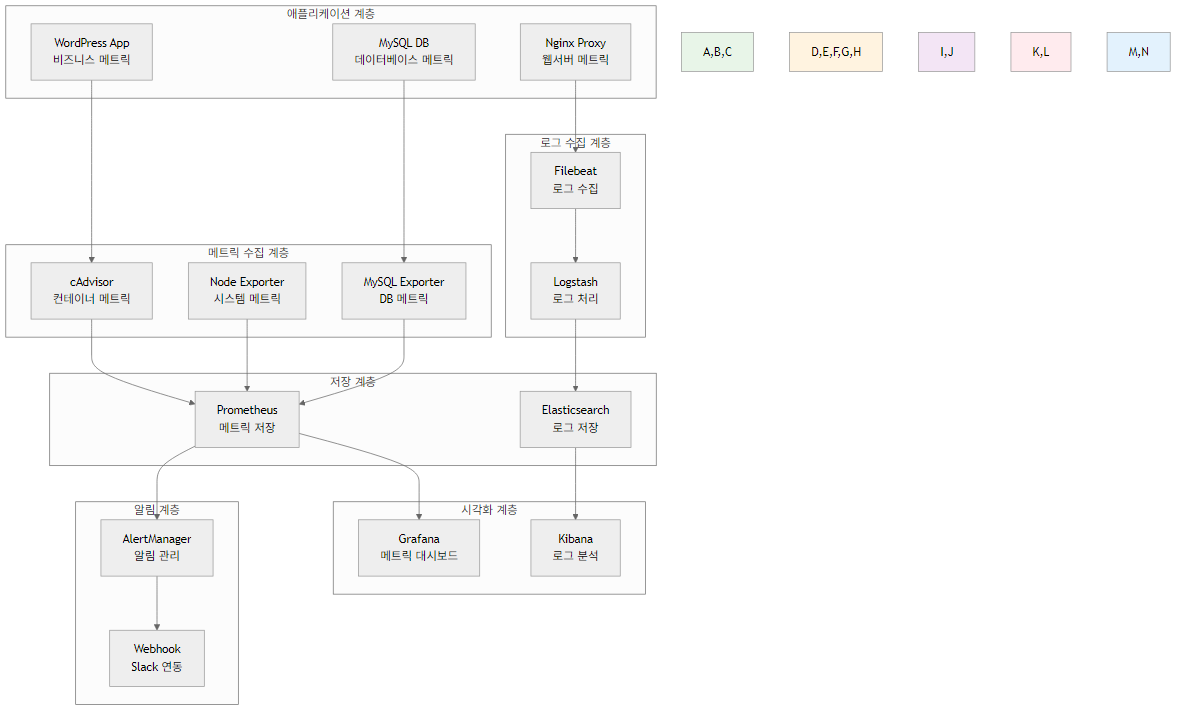 애플리케이션 계층
WordPress App
비즈니스 메트릭
MySQL DB
데이터베이스 메트릭
Nginx Proxy
웹서버 메트릭
A,B,C
D,E,F,G,H
I,J
K,L
M,N
로그 수집 계층
Filebeat
로그 수집
메트릭 수집 계층
cAdvisor
컨테이너 메트릭
Node Exporter
시스템 메트릭
MySQL Exporter
DB 메트릭
Logstash
로그 처리
저장 계층
Prometheus
메트릭 저장
Elasticsearch
로그 저장
알림 계층
AlertManager
알림 관리
시각화 계층
Grafana
메트릭 대시보드
Kibana
로그 분석
Webhook
Slack 연동